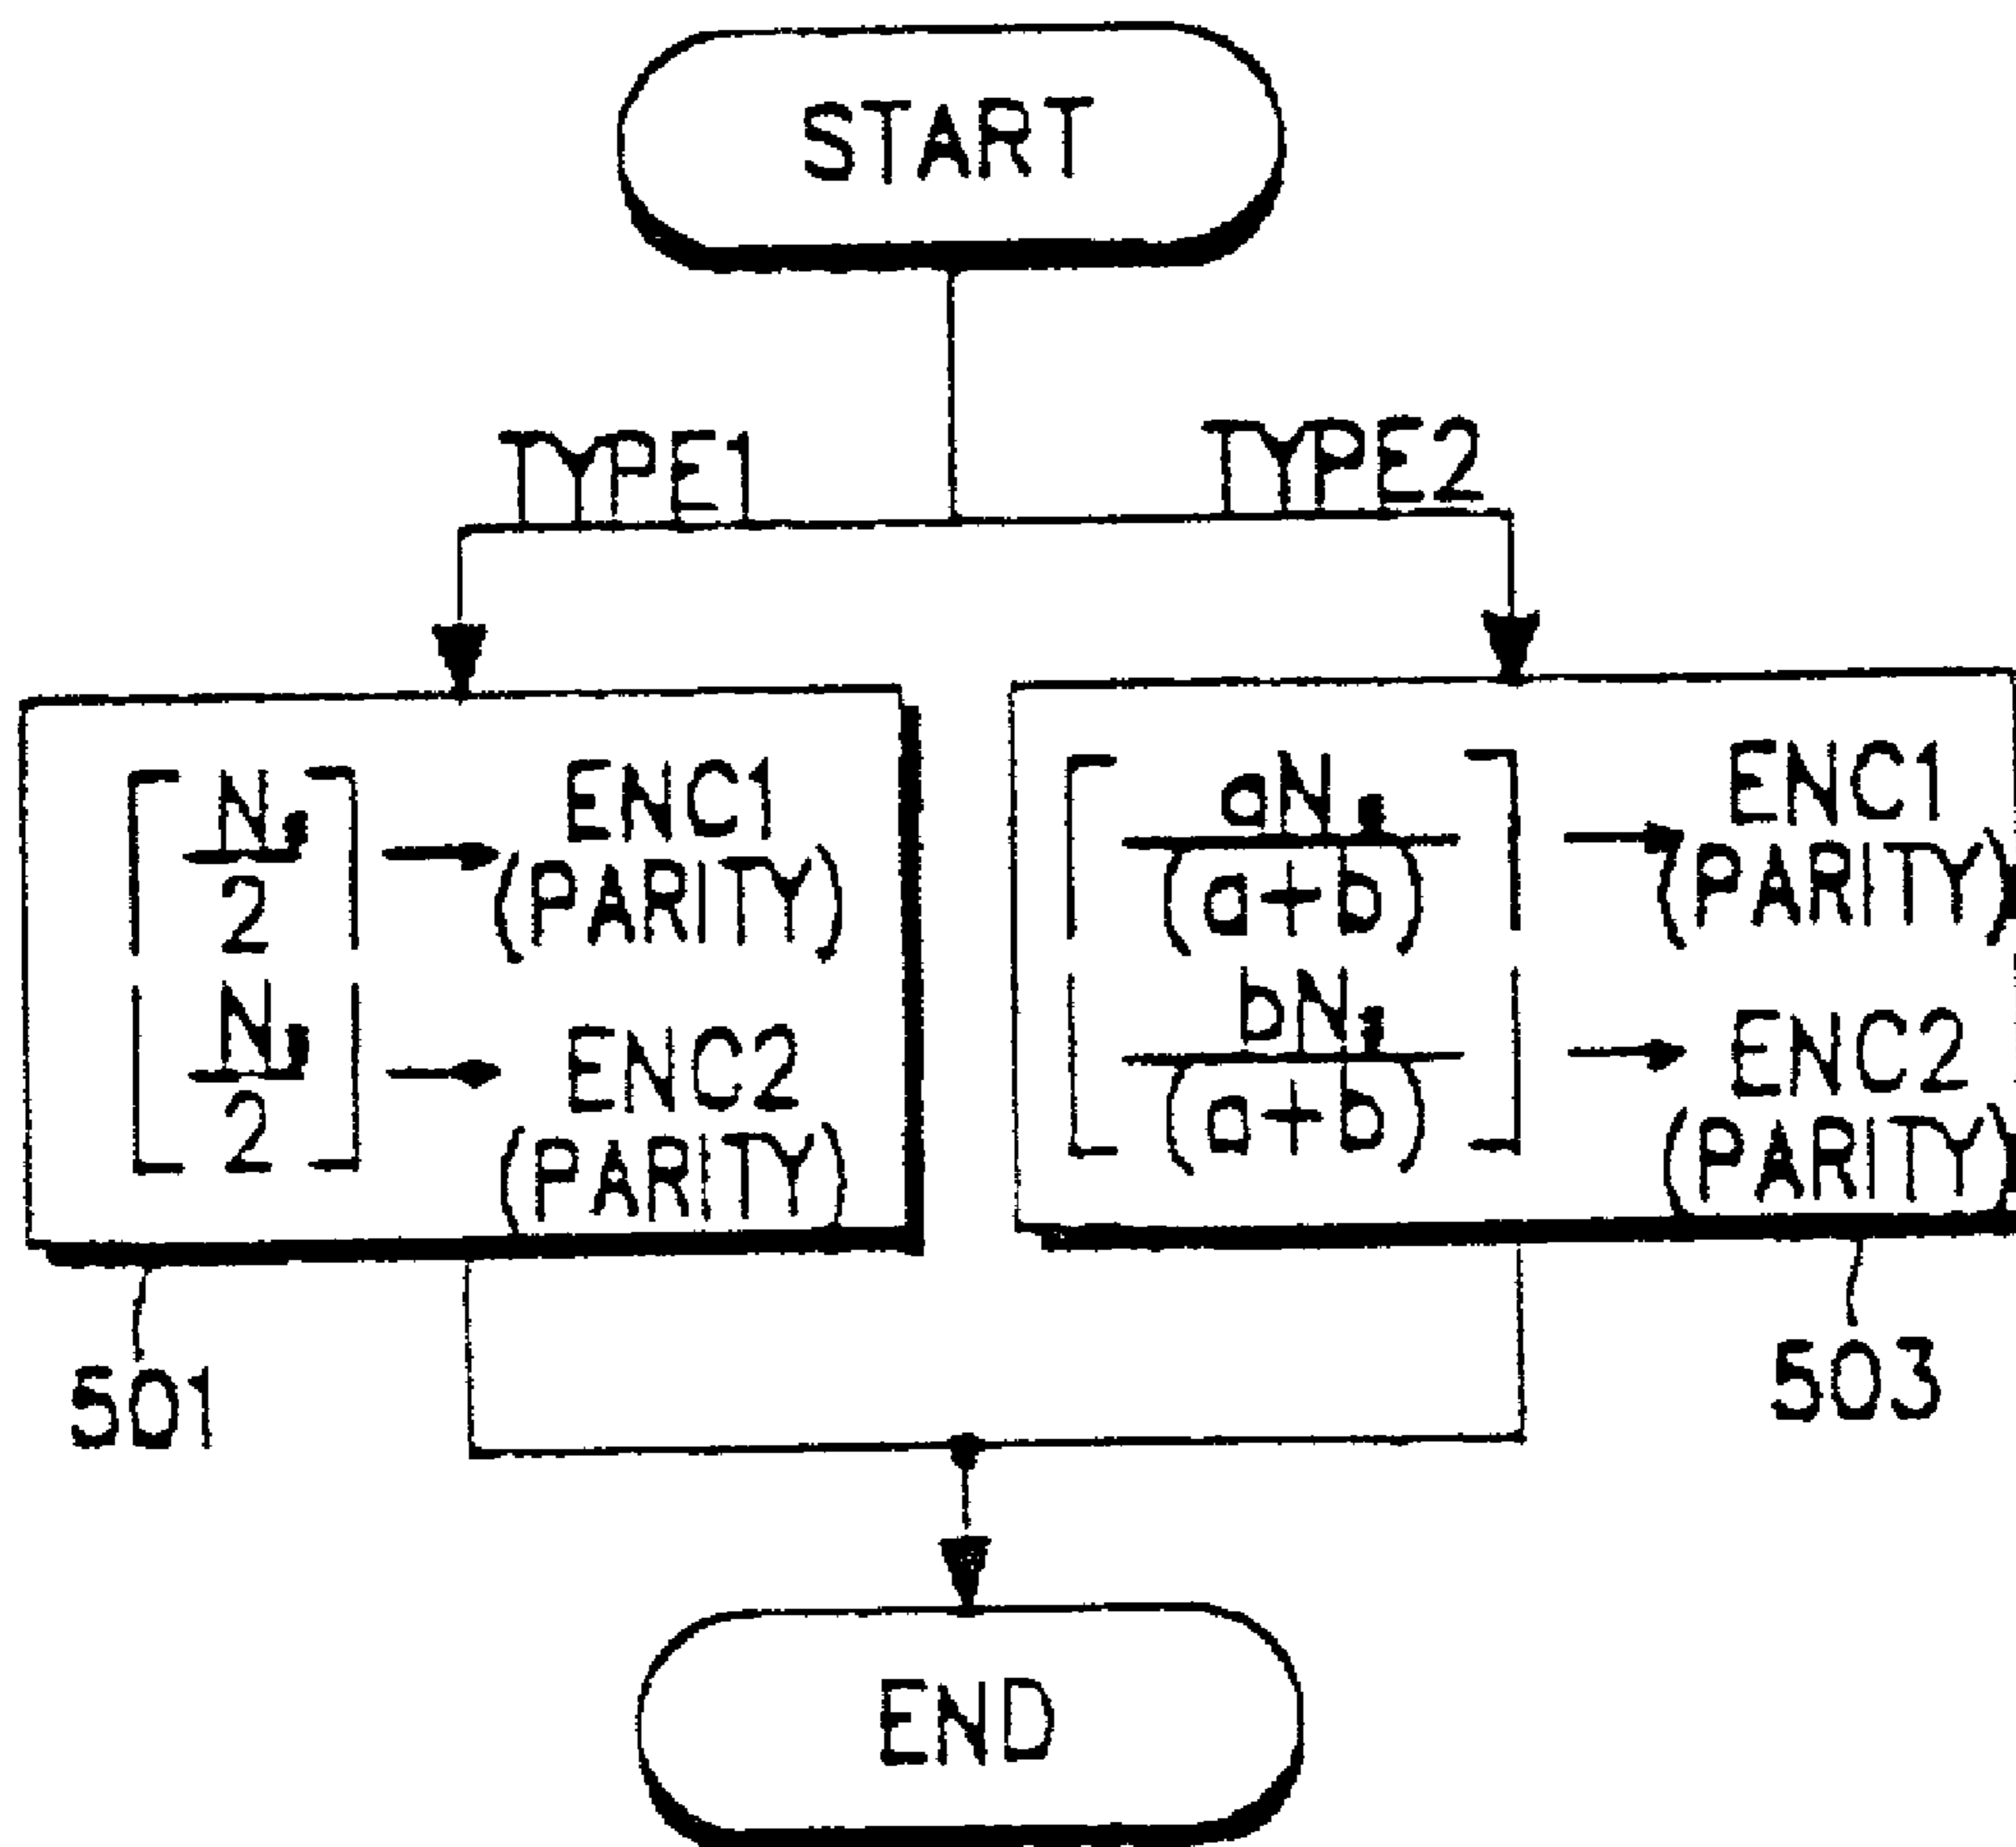 START
TYPE1
TYPE2
N
2
ENC1
(PARITY)
N
2
ENC2
(PARITY)
aN
(a+b)
ENC1
(PARITY)
bN
(a+b)
ENC2
(PARITY)
501
503
END